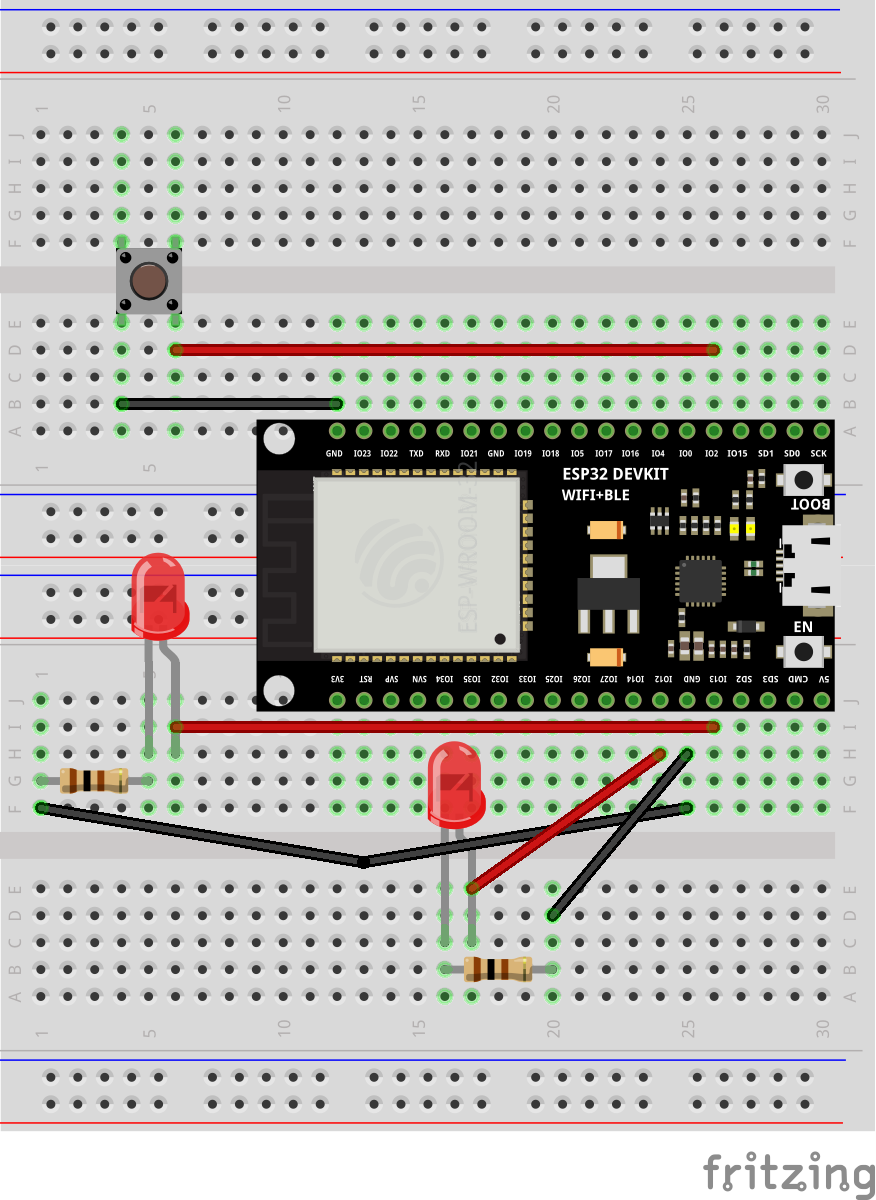 1 5 10 15 20 25 30
J J
I I
H H
G G
F F
E E
D D
C C
B B
A A
GND IO23 IO22 TXD RXD IO21 GND IO19 IO18 IO5 IO17 IO16 IO4 IO0 IO2 IO15 SD1 SD0 SCK
1 5
ESP32 DEVKIT
WIFI+BLE
BOOT
ESP-WROOM-32
EN
3V3 RST SVP SVN IO34 IO35 IO32 IO33 IO25 IO26 IO27 IO14 IO12 GND IO13 SD2 SD3 CMD 5V
1 5
J J
I I
H H
G G
F F
E E
D D
C C
B B
A A
1 5 10 15 20 25 30
fritzing